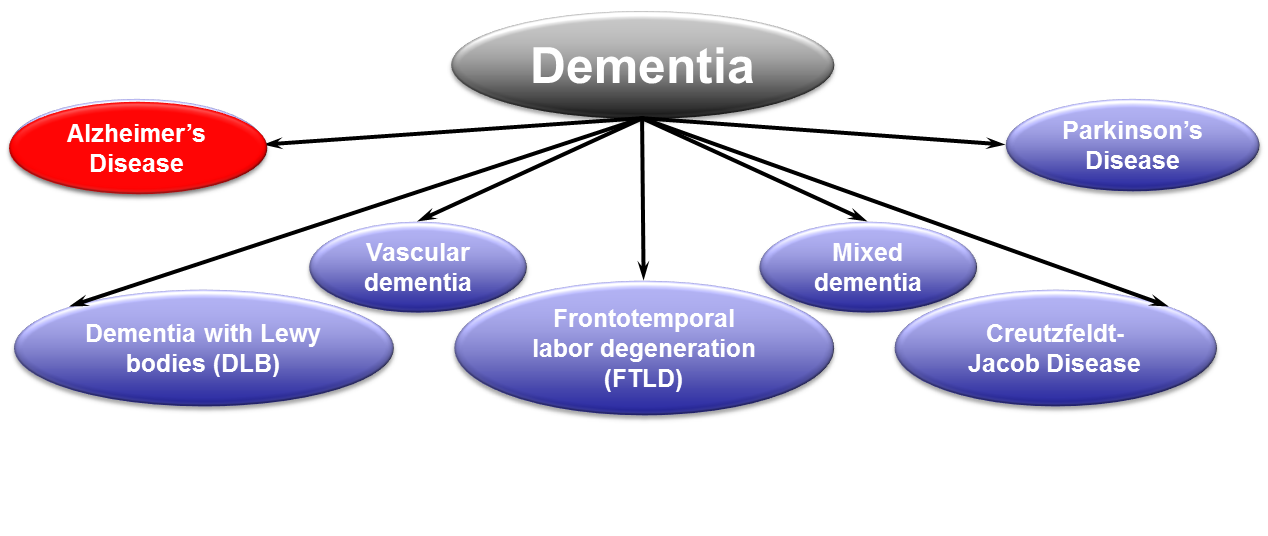 Dementia
Alzheimer’s
Disease
Parkinson’s
Disease
Vascular
dementia
Mixed
dementia
Dementia with Lewy
bodies (DLB)
Frontotemporal
labor degeneration
(FTLD)
Creutzfeldt-
Jacob Disease